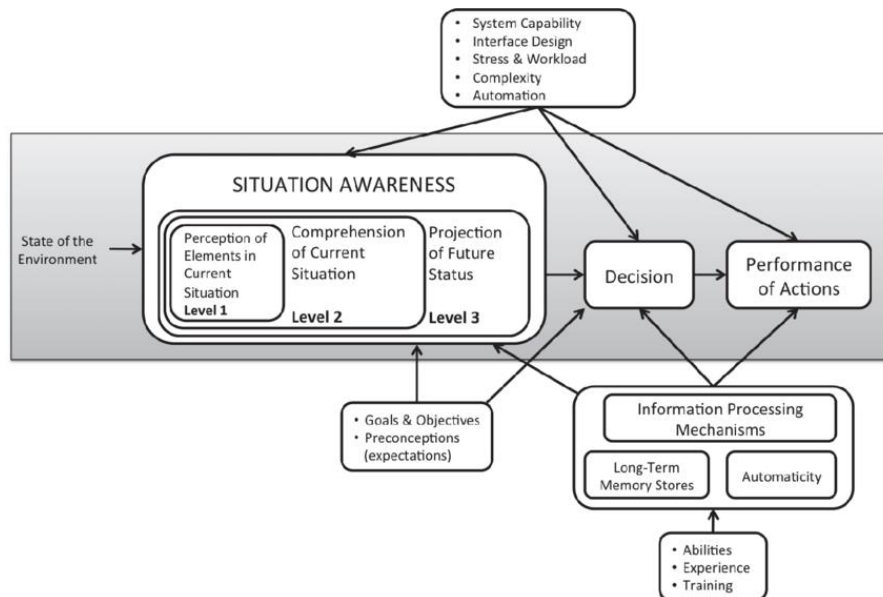 • System Capability
• Interface Design
• Stress & Workload
• Complexity
• Automation
SITUATION AWARENESS
State of the
Environment
Perception of
Elements in
Current
Situation
Level 1
Comprehension
of Current
Situation
Level 2
Projection
of Future
Status
Level 3
Decision
Performance
of Actions
• Goals & Objectives
• Preconceptions
(expectations)
Information Processing
Mechanisms
Long-Term
Memory Stores
Automaticity
• Abilities
• Experience
• Training